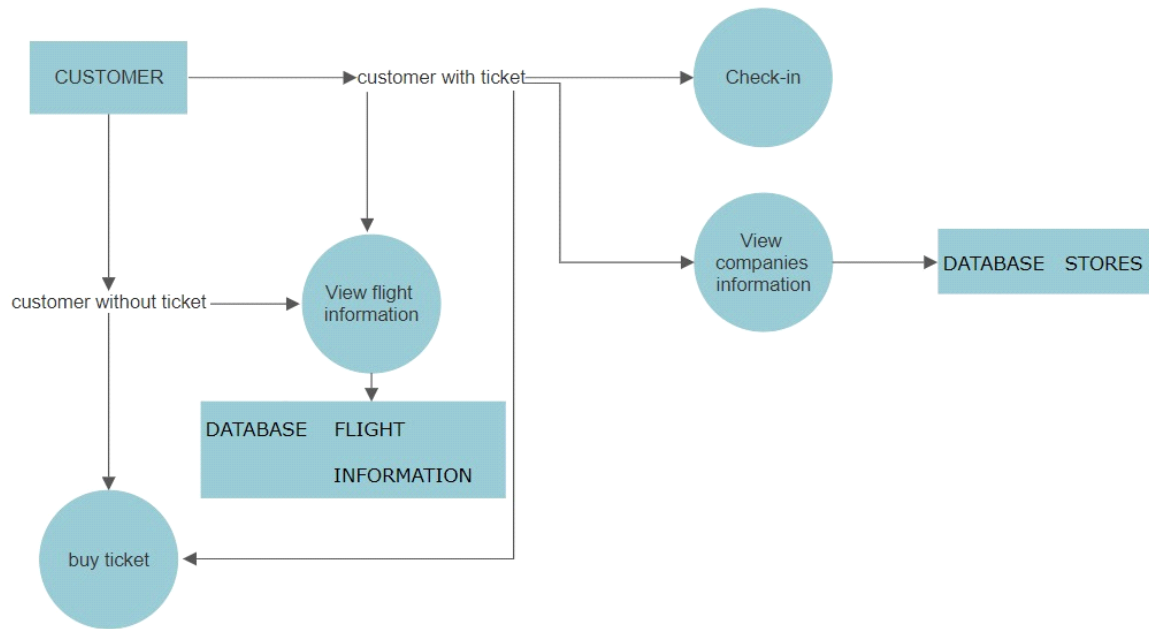 CUSTOMER
customer with ticket
Check-in
View
companies
information
DATABASE STORES
customer without ticket
View flight
information
DATABASE FLIGHT
INFORMATION
buy ticket